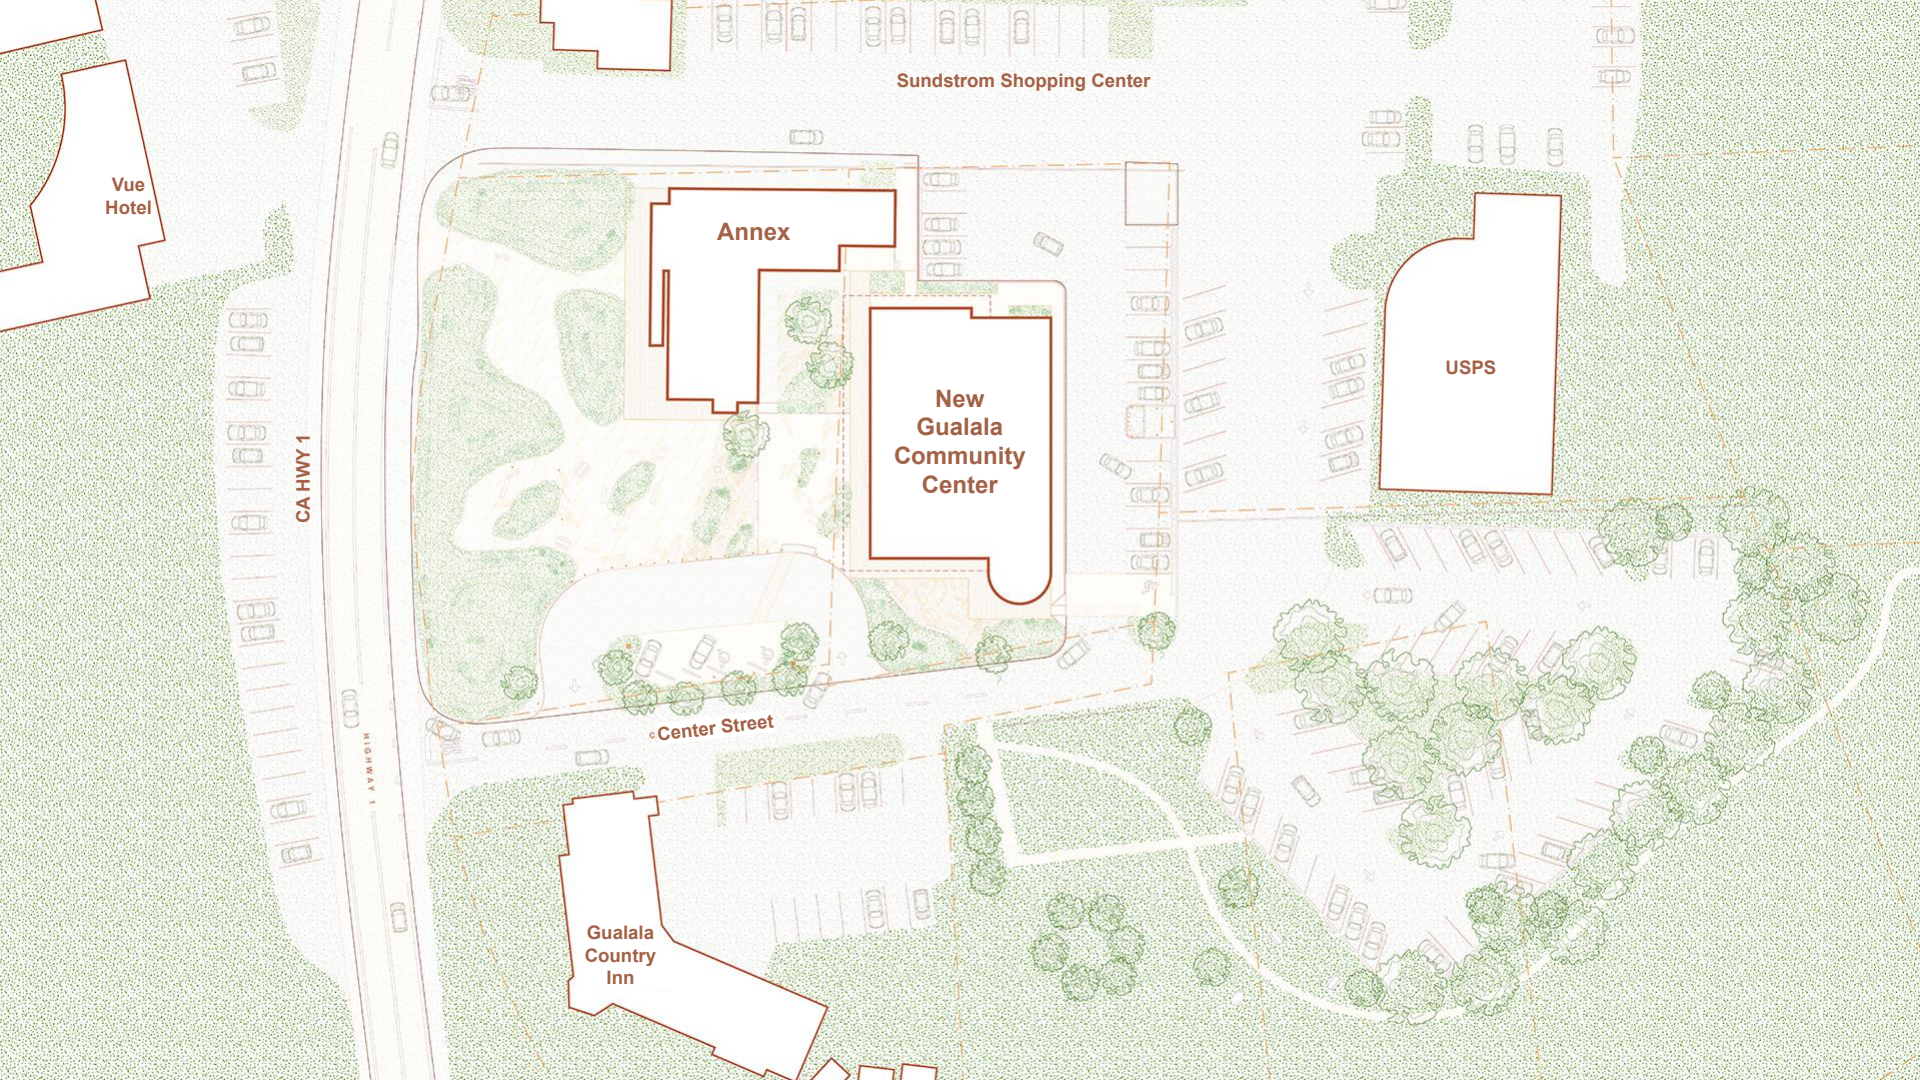 Sundstrom Shopping Center
Vue
Hotel
Annex
USPS
New
Gualala
Community
Center
CA HWY 1
Center Street
HIGHWAY 1
Gualala
Country
Inn